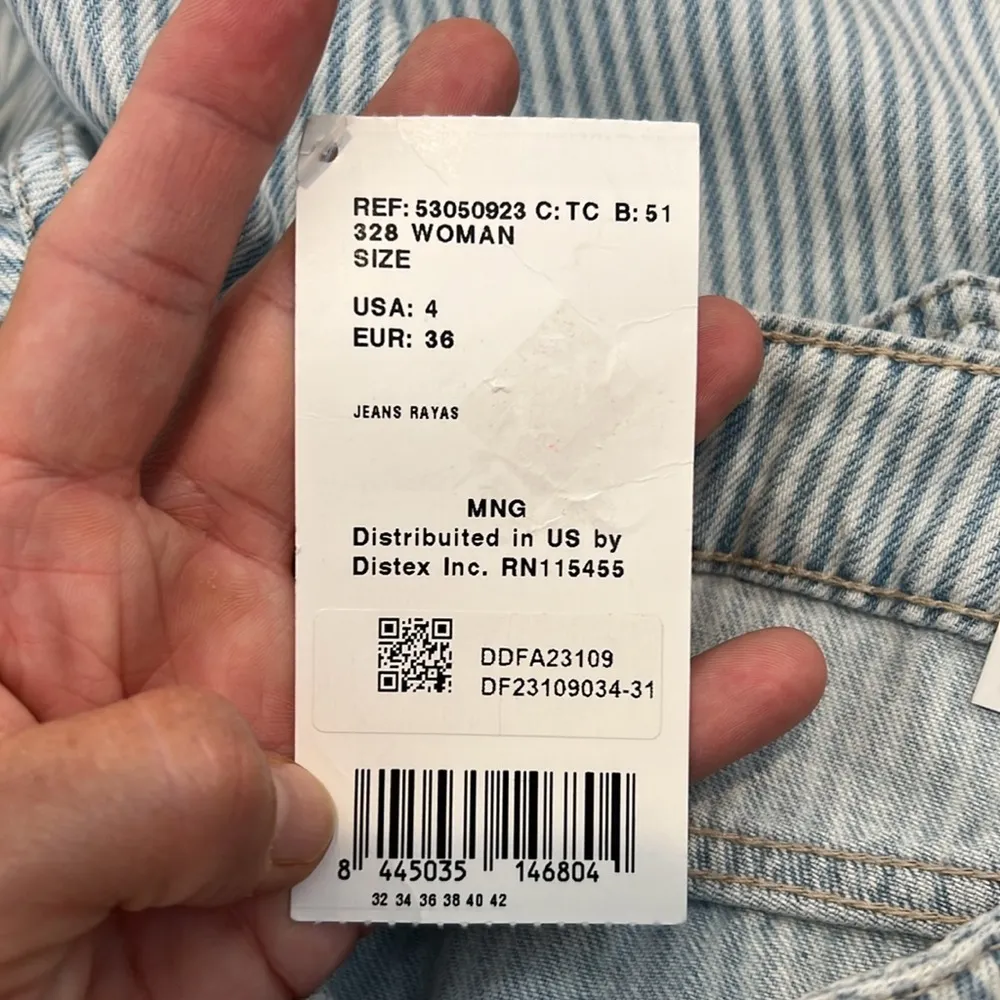 REF: 53050923 C: TC B: 51
328 WOMAN
SIZE
USA: 4
EUR: 36
JEANS RAYAS
MNG
Distribuited in US by
Distex Inc. RN115455
DDFA23109
DF23109034-31
8 445035 146804
32 34 36 38 40 42